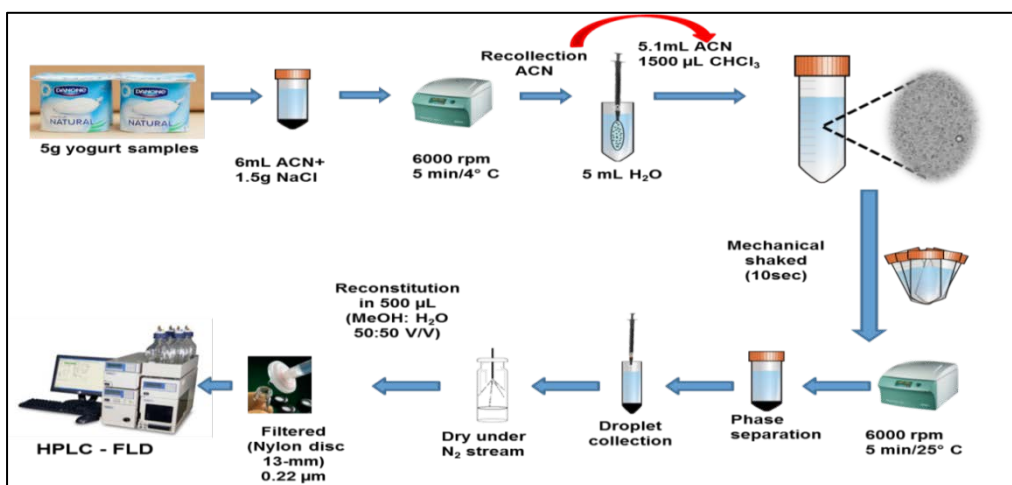 DANONE
NATURAL
DANONE
NATURAL
5g yogurt samples
6mL ACN+
1.5g NaCl
6000 rpm
5 min/4° C
Recollection
ACN
5 mL H₂O
5.1mL ACN
1500 µL CHCl₃
Mechanical
shaked
(10sec)
6000 rpm
5 min/25° C
Phase
separation
Droplet
collection
Dry under
N₂ stream
Reconstitution
in 500 µL
(MeOH: H₂O
50:50 V/V)
Filtered
(Nylon disc
13-mm)
0.22 µm
HPLC - FLD